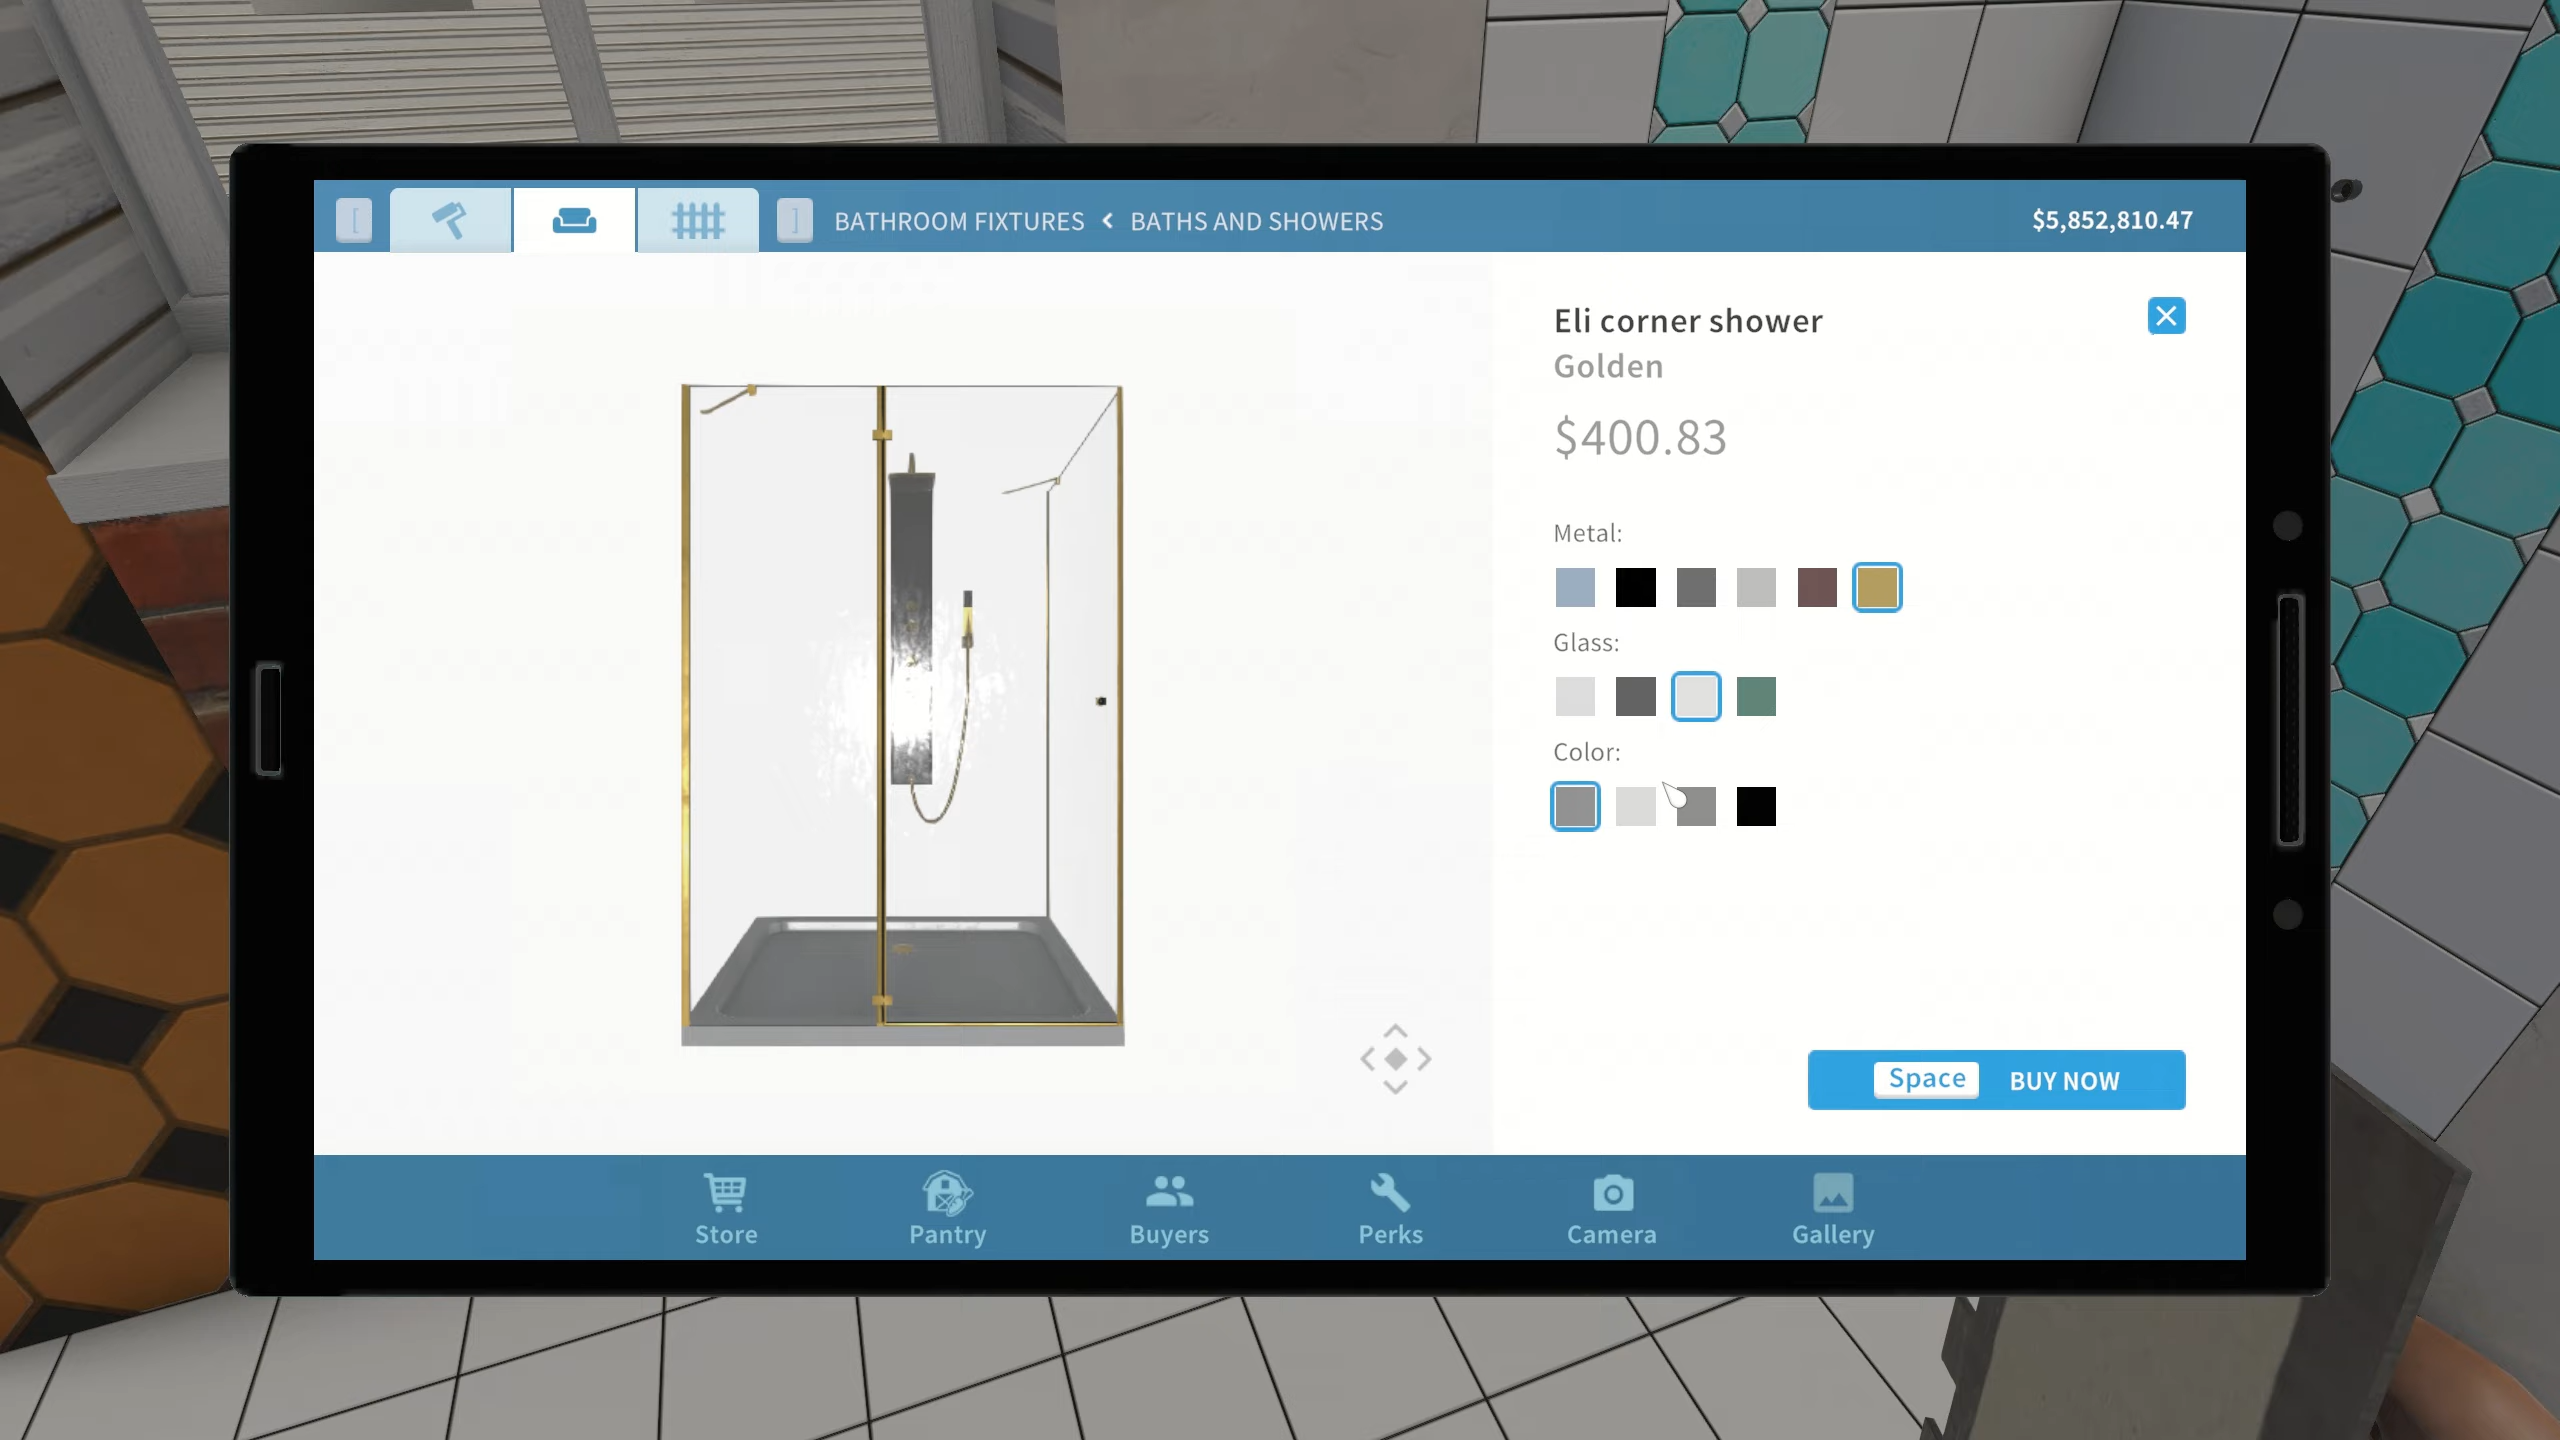 [
]
BATHROOM FIXTURES < BATHS AND SHOWERS
$5,852,810.47
Eli corner shower
Golden
$400.83
Metal:
Glass:
Color:
Space BUY NOW
Store
Pantry
Buyers
Perks
Camera
Gallery